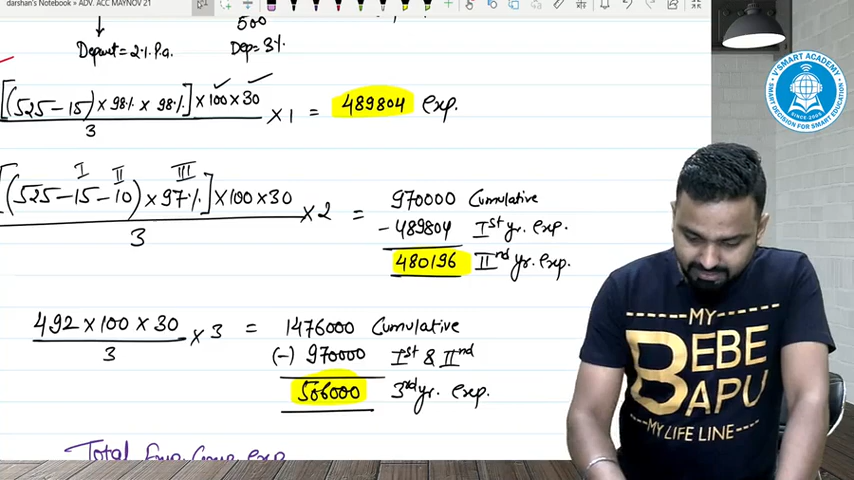 darshan's Notebook » ADV. ACC MAYNOV 21
500
Depart = 2% P.a.
Dep = 3%
[(525-15) × 98% × 98%] × 100 × 30 / 3 × 1 = 489804 exp.
I II III
[(525-15-10) × 97%] × 100 × 30 / 3 × 2 = 970000 Cumulative
- 489804 Ist yr. exp.
480196 IInd yr. exp.
492 × 100 × 30 / 3 × 3 = 1476000 Cumulative
(-) 970000 Ist & IInd
506000 3rd yr. exp.
Total
V'SMART ACADEMY
SINCE-2005
SMART DECISION FOR SMART EDUCATION
MY
BEBE
BAPU
MY LIFE LINE